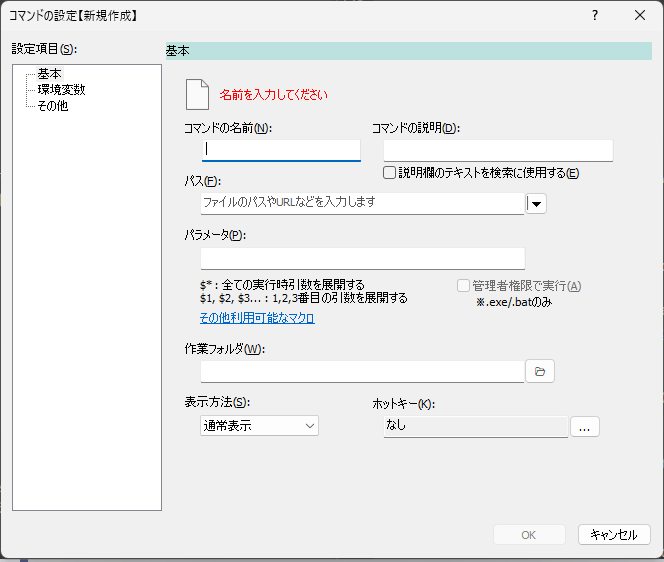 コマンドの設定【新規作成】
設定項目(S):
基本
環境変数
その他
基本
名前を入力してください
コマンドの名前(N):
コマンドの説明(D):
説明欄のテキストを検索に使用する(E)
パス(F):
ファイルのパスやURLなどを入力します
パラメータ(P):
$* : 全ての実行時引数を展開する
$1, $2, $3... : 1,2,3番目の引数を展開する
その他利用可能なマクロ
管理者権限で実行(A)
※.exe/.batのみ
作業フォルダ(W):
表示方法(S):
通常表示
ホットキー(K):
なし
...
OK
キャンセル